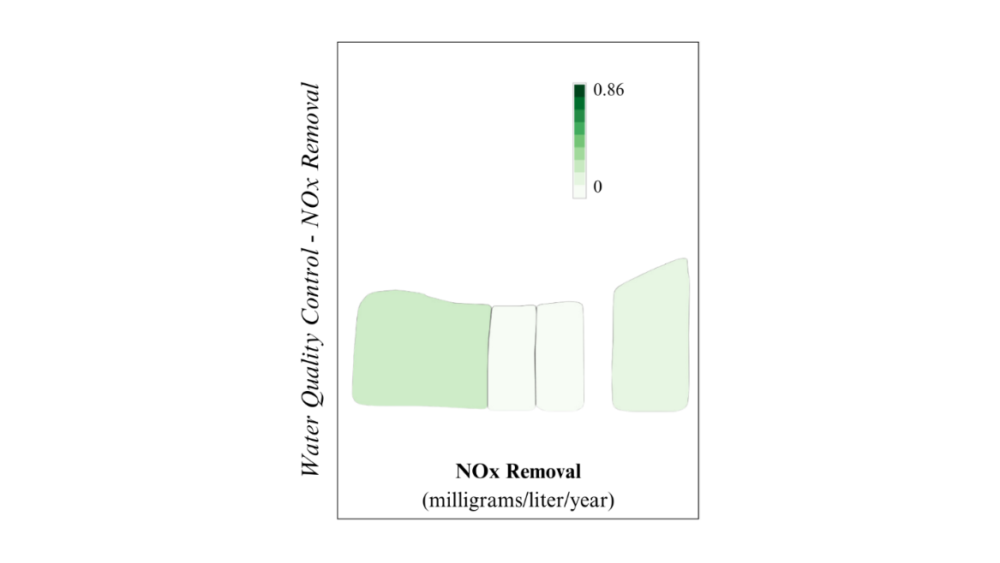 Water Quality Control - NOx Removal
0.86
0
NOx Removal
(milligrams/liter/year)